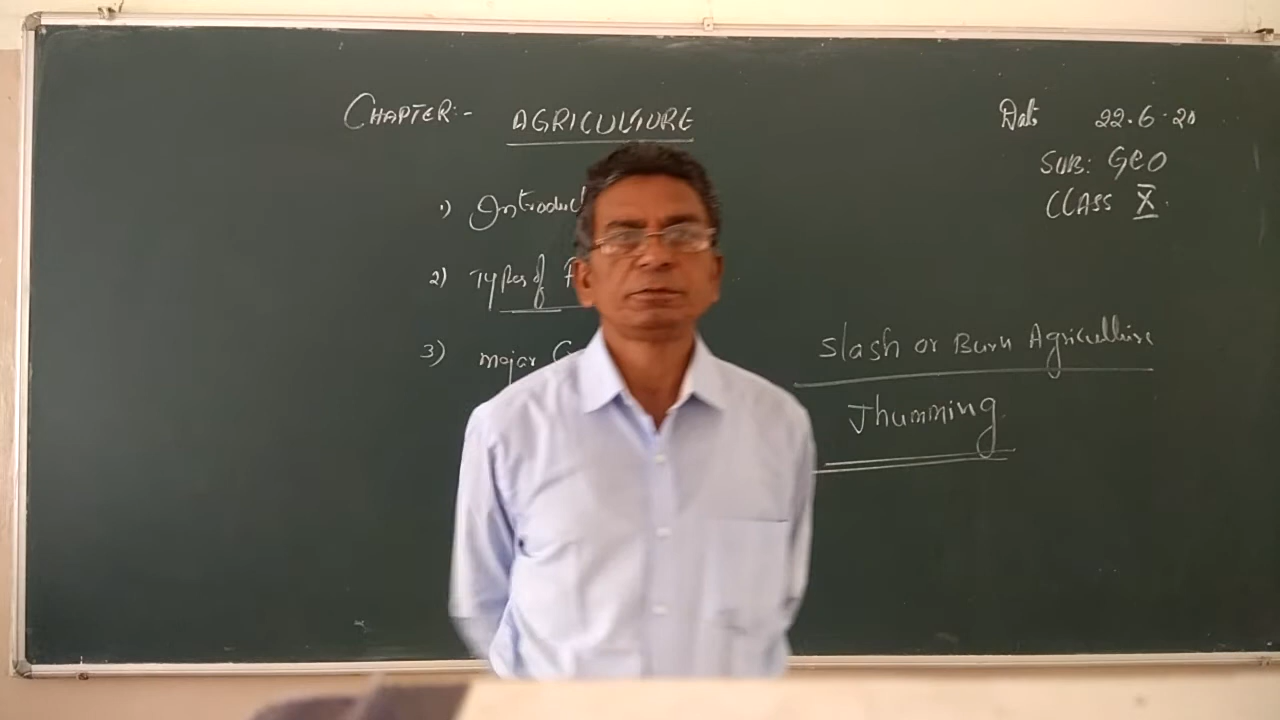 CHAPTER:- AGRICULTURE
Date 22.6.20
SUB: GEO
CLASS X.
1) Introduc
2) Types of F
3) major
Slash or Burn Agriculture
Jhumming